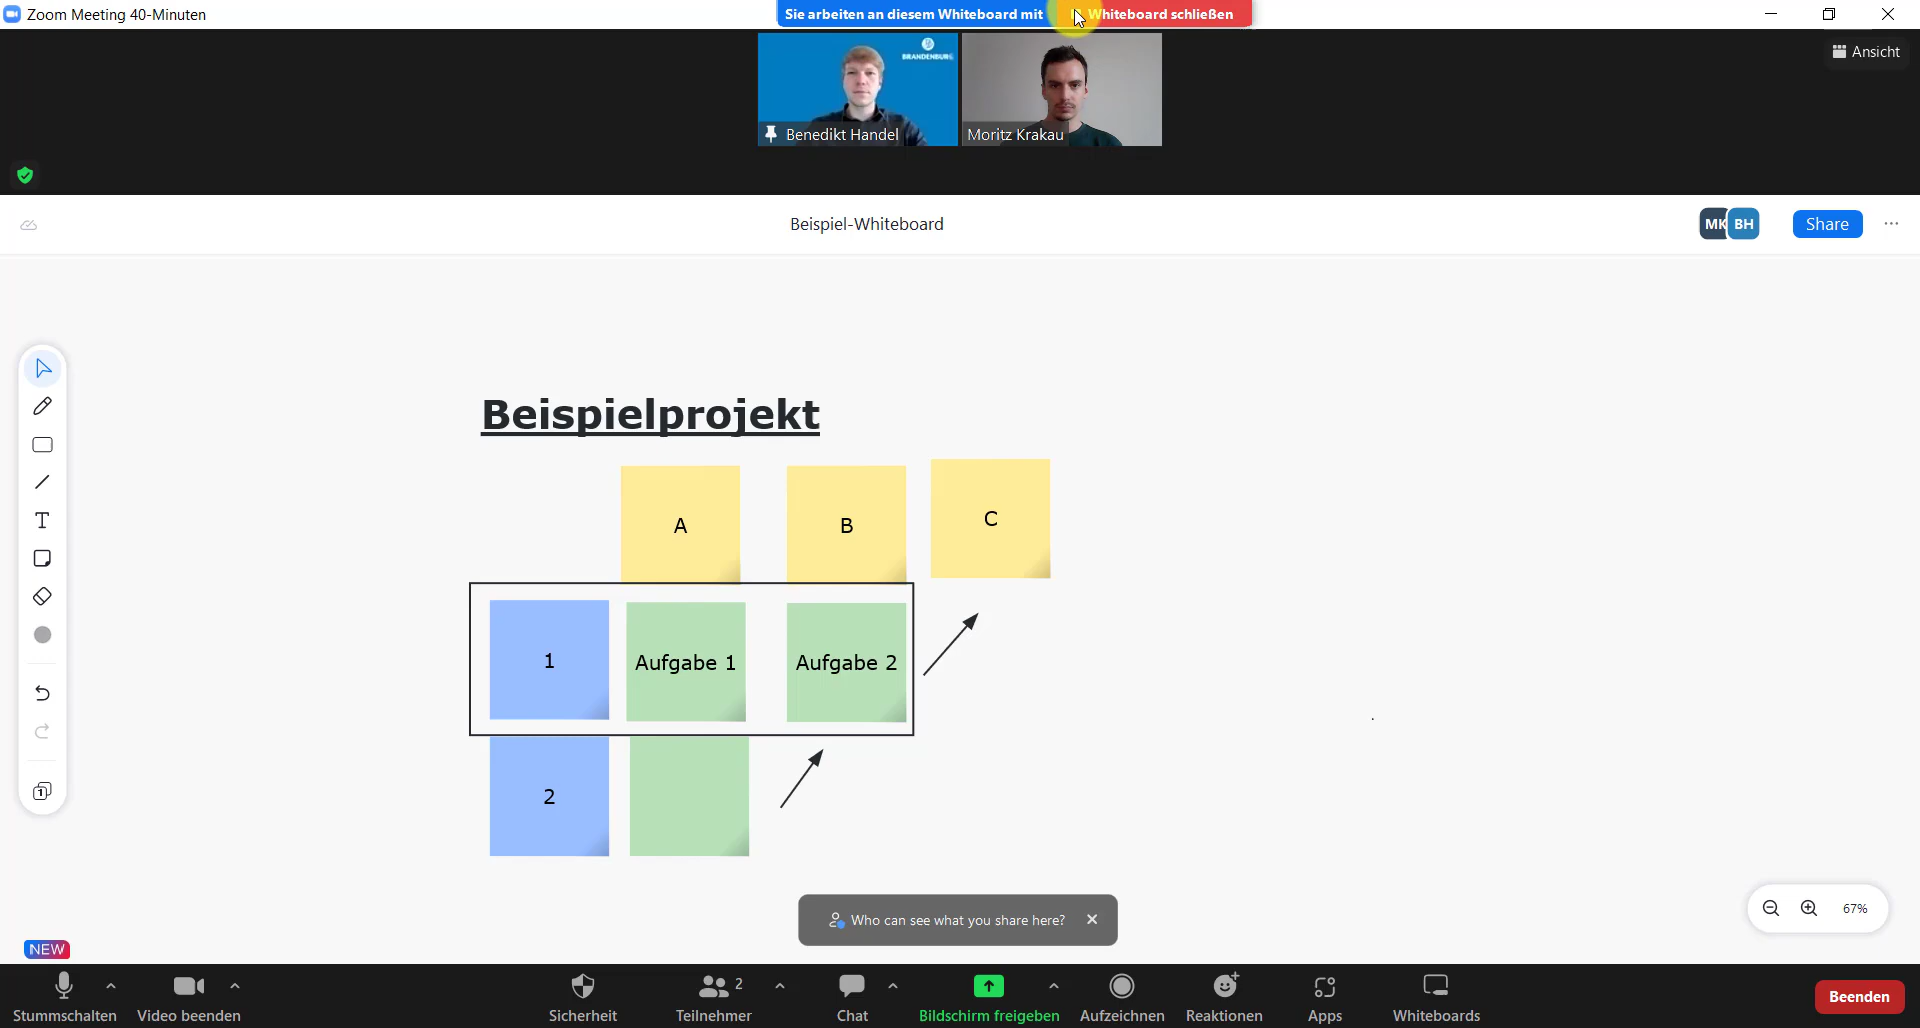 Zoom Meeting 40-Minuten
Sie arbeiten an diesem Whiteboard mit
Whiteboard schließen
Ansicht
BRANDENBURG
Benedikt Handel
Moritz Krakau
Beispiel-Whiteboard
MK
BH
Share
Beispielprojekt
A
B
C
1
Aufgabe 1
Aufgabe 2
2
1
Who can see what you share here?
67%
NEW
Stummschalten
Video beenden
Sicherheit
2
Teilnehmer
Chat
Bildschirm freigeben
Aufzeichnen
Reaktionen
Apps
Whiteboards
Beenden